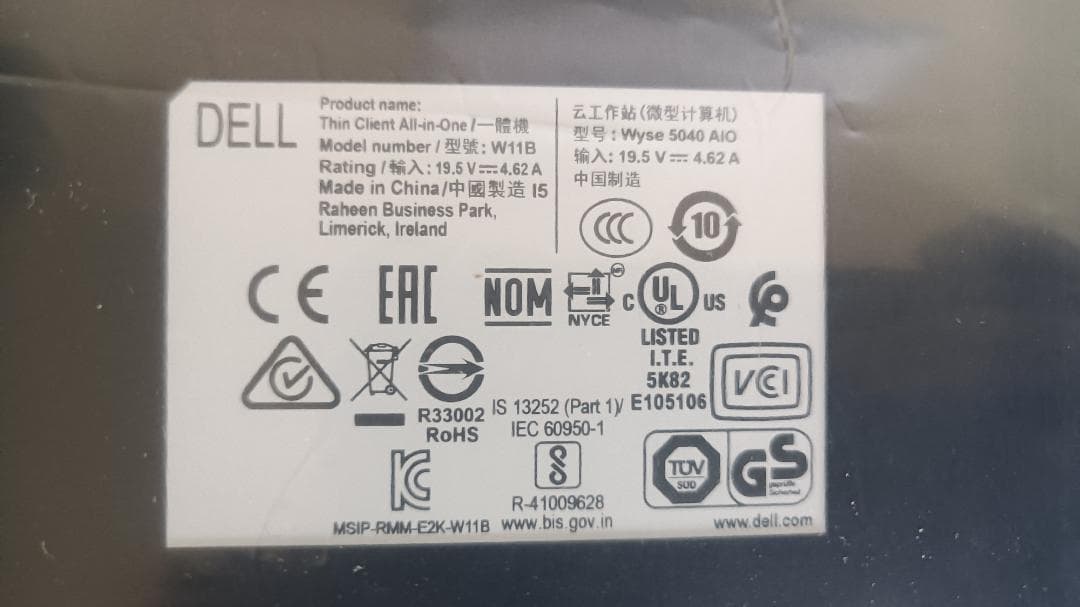 DELL
Product name:
Thin Client All-in-One / 一體機
Model number / 型號: W11B
Rating / 輸入: 19.5 V⎓4.62 A
Made in China/中國製造 I5
Raheen Business Park,
Limerick, Ireland
云工作站(微型计算机)
型号: Wyse 5040 AIO
输入: 19.5 V⎓ 4.62 A
中国制造
CCC
10
CE
EAC
NOM
NYCE
C UL US
®
LISTED
I.T.E.
5K82
E105106
VCI
R33002
RoHS
IS 13252 (Part 1)/
IEC 60950-1
R-41009628
www.bis.gov.in
KC
MSIP-RMM-E2K-W11B
TÜV
SÜD
GS
geprüfte
Sicherheit
www.dell.com